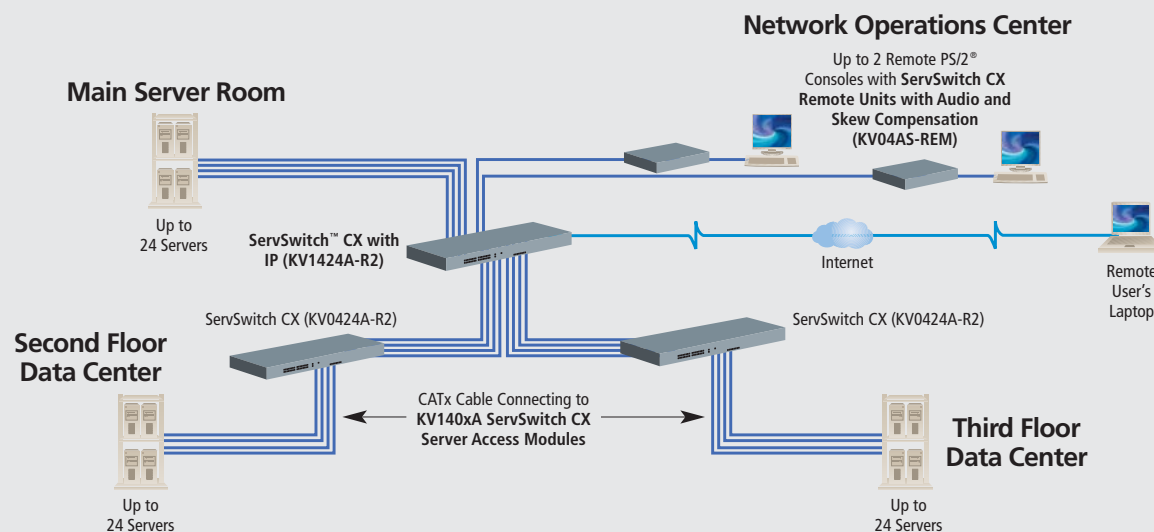 Network Operations Center
Up to 2 Remote PS/2®
Consoles with ServSwitch CX
Remote Units with Audio and
Skew Compensation
(KV04AS-REM)
Main Server Room
Up to
24 Servers
ServSwitch™ CX with
IP (KV1424A-R2)
Internet
Remote
User's
Laptop
ServSwitch CX (KV0424A-R2)
ServSwitch CX (KV0424A-R2)
Second Floor
Data Center
CATx Cable Connecting to
KV140xA ServSwitch CX
Server Access Modules
Third Floor
Data Center
Up to
24 Servers
Up to
24 Servers